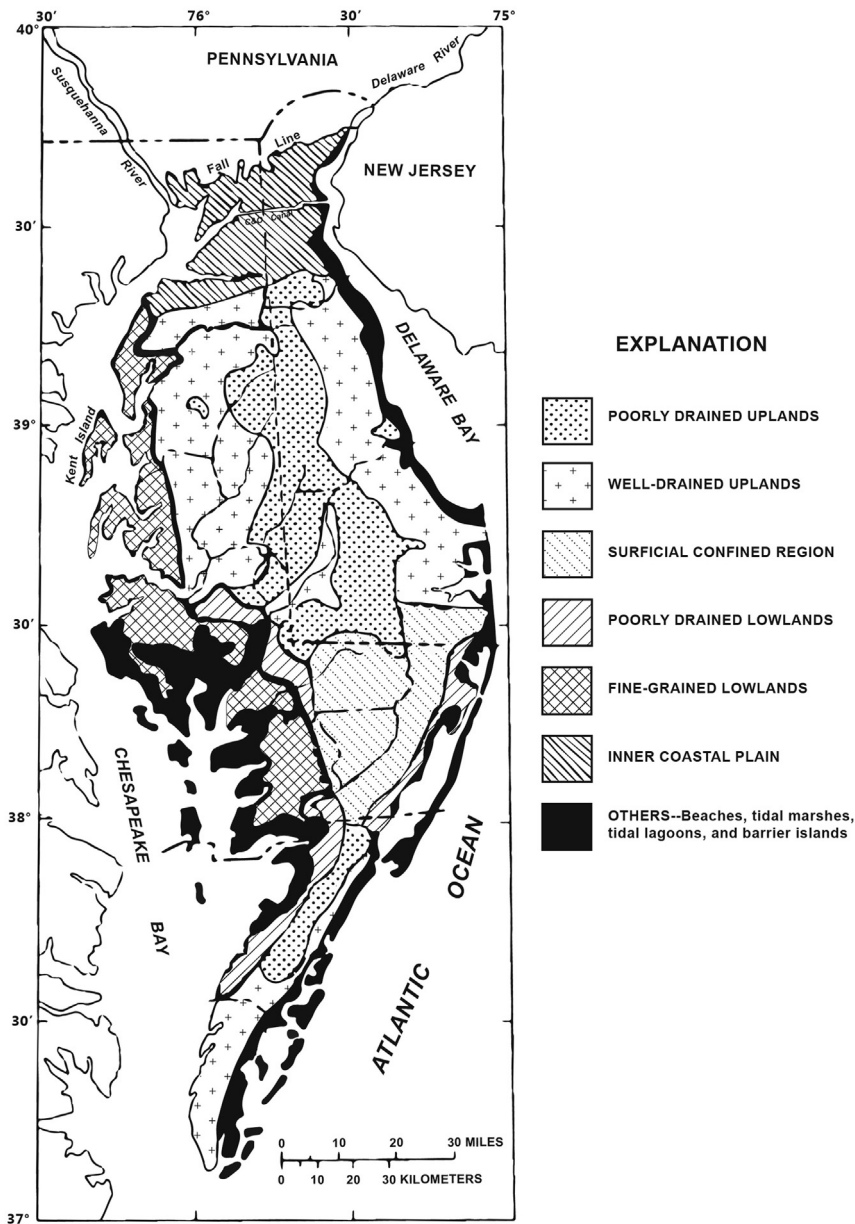 30′ 76° 30′ 75°
40°
PENNSYLVANIA
Delaware River
Susquehanna
River
Fall Line
NEW JERSEY
C&D Canal
30′
DELAWARE BAY
39°
Kent Island
30′
CHESAPEAKE
BAY
38°
ATLANTIC
OCEAN
30′
0 10 20 30 MILES
0 10 20 30 KILOMETERS
37°
EXPLANATION
POORLY DRAINED UPLANDS
WELL-DRAINED UPLANDS
SURFICIAL CONFINED REGION
POORLY DRAINED LOWLANDS
FINE-GRAINED LOWLANDS
INNER COASTAL PLAIN
OTHERS--Beaches, tidal marshes,
tidal lagoons, and barrier islands